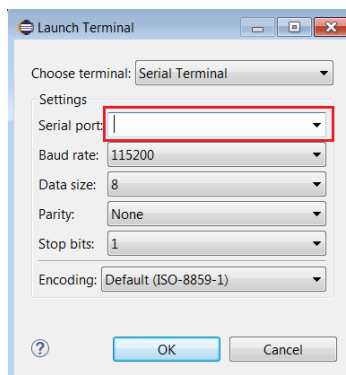 Launch Terminal
Choose terminal: Serial Terminal
Settings
Serial port:
Baud rate: 115200
Data size: 8
Parity: None
Stop bits: 1
Encoding: Default (ISO-8859-1)
? OK Cancel